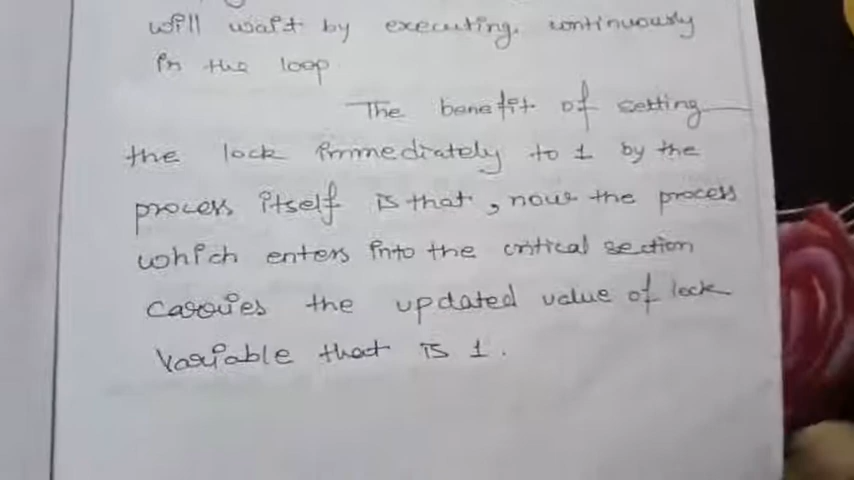 will wait by executing, continuously
in the loop
The benefit of setting
the lock immediately to 1 by the
process itself is that, now the process
which enters into the critical section
carries the updated value of lock
variable that is 1.